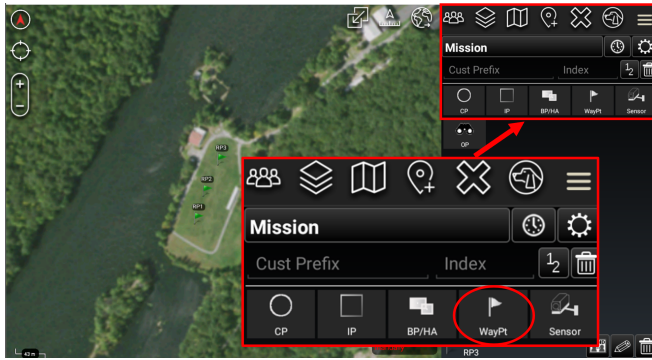 Mission
Cust Prefix Index 1 2
CP IP BP/HA WayPt Sensor
OP
RP3
RP2
RP1
Mission
Cust Prefix Index 1 2
CP IP BP/HA WayPt Sensor
43 m
RP3